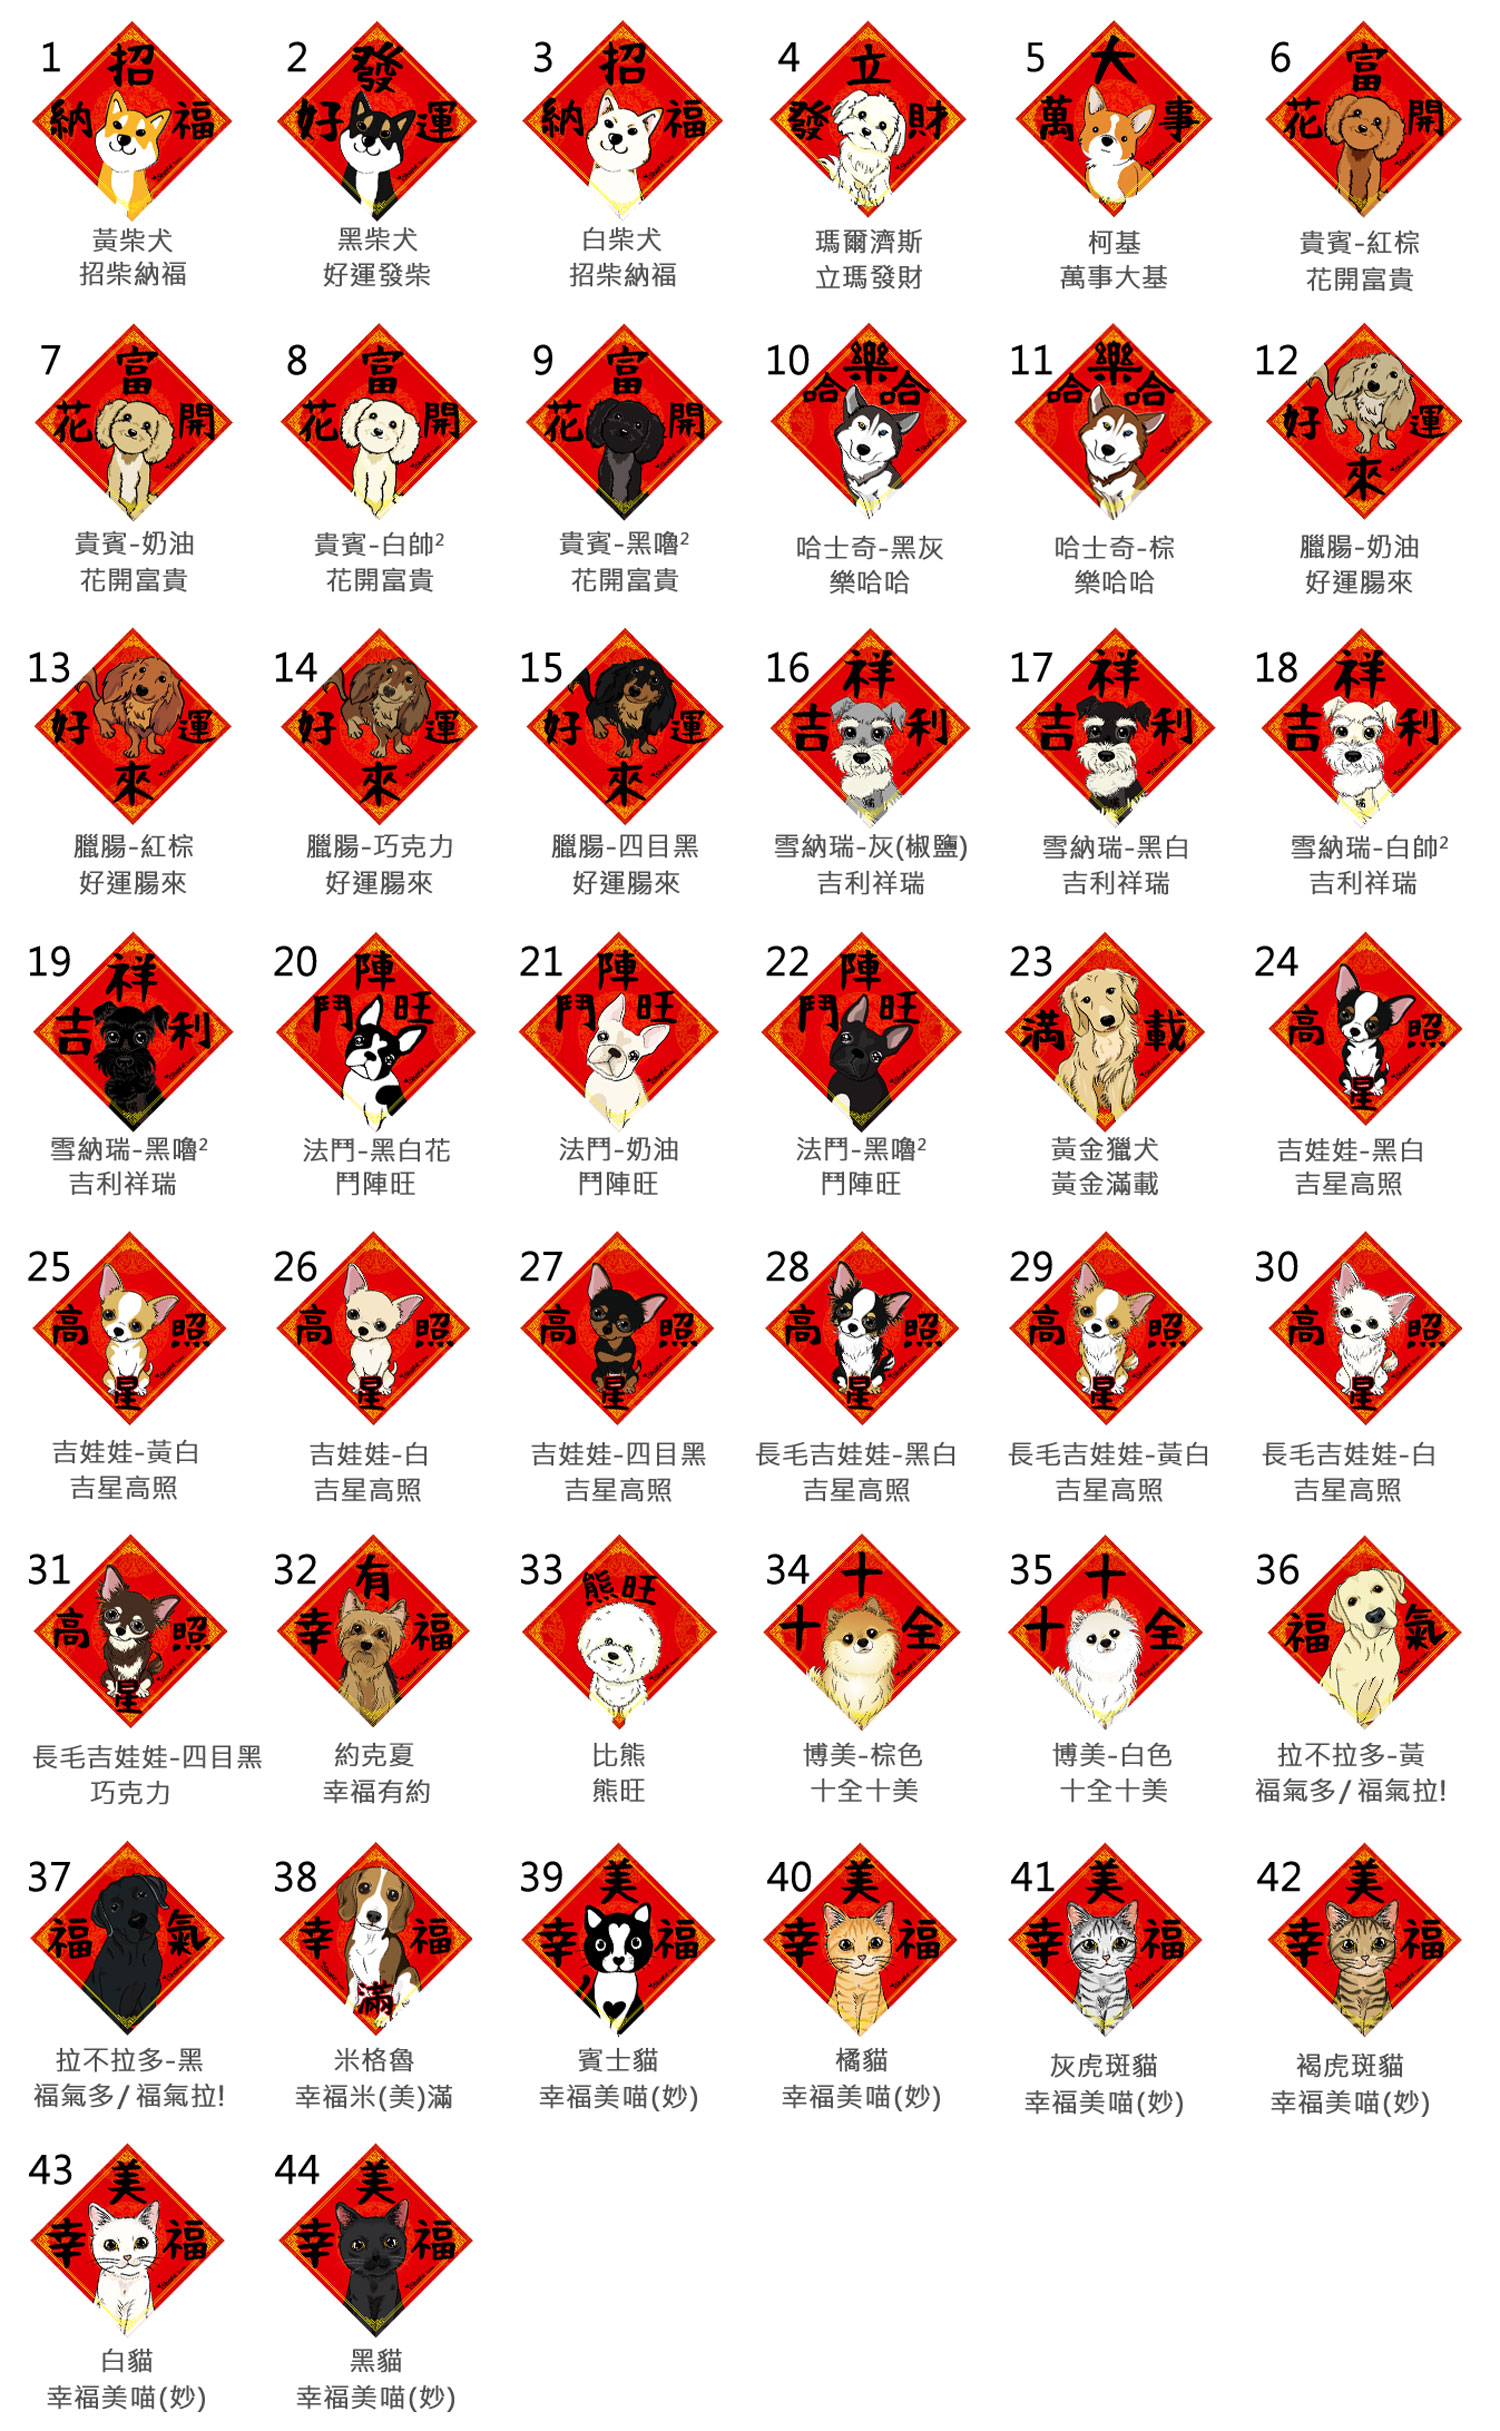 1 招 納 福
黃柴犬
招柴納福
2 發 好 運
黑柴犬
好運發柴
3 招 納 福
白柴犬
招柴納福
4 立 發 財
瑪爾濟斯
立瑪發財
5 大 萬 事
柯基
萬事大基
6 富 花 開
貴賓-紅棕
花開富貴
7 富 花 開
貴賓-奶油
花開富貴
8 富 花 開
貴賓-白帥²
花開富貴
9 富 花 開
貴賓-黑嚕²
花開富貴
10 樂 哈 哈
哈士奇-黑灰
樂哈哈
11 樂 哈 哈
哈士奇-棕
樂哈哈
12 好 運 來
臘腸-奶油
好運腸來
13 好 運 來
臘腸-紅棕
好運腸來
14 好 運 來
臘腸-巧克力
好運腸來
15 好 運 來
臘腸-四目黑
好運腸來
16 祥 吉 利
雪納瑞-灰(椒鹽)
吉利祥瑞
17 祥 吉 利
雪納瑞-黑白
吉利祥瑞
18 祥 吉 利
雪納瑞-白帥²
吉利祥瑞
19 祥 吉 利
雪納瑞-黑嚕²
吉利祥瑞
20 陣 鬥 旺
法鬥-黑白花
鬥陣旺
21 陣 鬥 旺
法鬥-奶油
鬥陣旺
22 陣 鬥 旺
法鬥-黑嚕²
鬥陣旺
23 滿 載
黃金獵犬
黃金滿載
24 高 照 星
吉娃娃-黑白
吉星高照
25 高 照 星
吉娃娃-黃白
吉星高照
26 高 照 星
吉娃娃-白
吉星高照
27 高 照 星
吉娃娃-四目黑
吉星高照
28 高 照 星
長毛吉娃娃-黑白
吉星高照
29 高 照 星
長毛吉娃娃-黃白
吉星高照
30 高 照 星
長毛吉娃娃-白
吉星高照
31 高 照 星
長毛吉娃娃-四目黑
巧克力
32 有 幸 福
約克夏
幸福有約
33 熊旺
比熊
熊旺
34 十 十 全
博美-棕色
十全十美
35 十 十 全
博美-白色
十全十美
36 福 氣
拉不拉多-黃
福氣多/福氣拉!
37 福 氣
拉不拉多-黑
福氣多/福氣拉!
38 幸 福 滿
米格魯
幸福米(美)滿
39 美 幸 福
賓士貓
幸福美喵(妙)
40 美 幸 福
橘貓
幸福美喵(妙)
41 美 幸 福
灰虎斑貓
幸福美喵(妙)
42 美 幸 福
褐虎斑貓
幸福美喵(妙)
43 美 幸 福
白貓
幸福美喵(妙)
44 美 幸 福
黑貓
幸福美喵(妙)